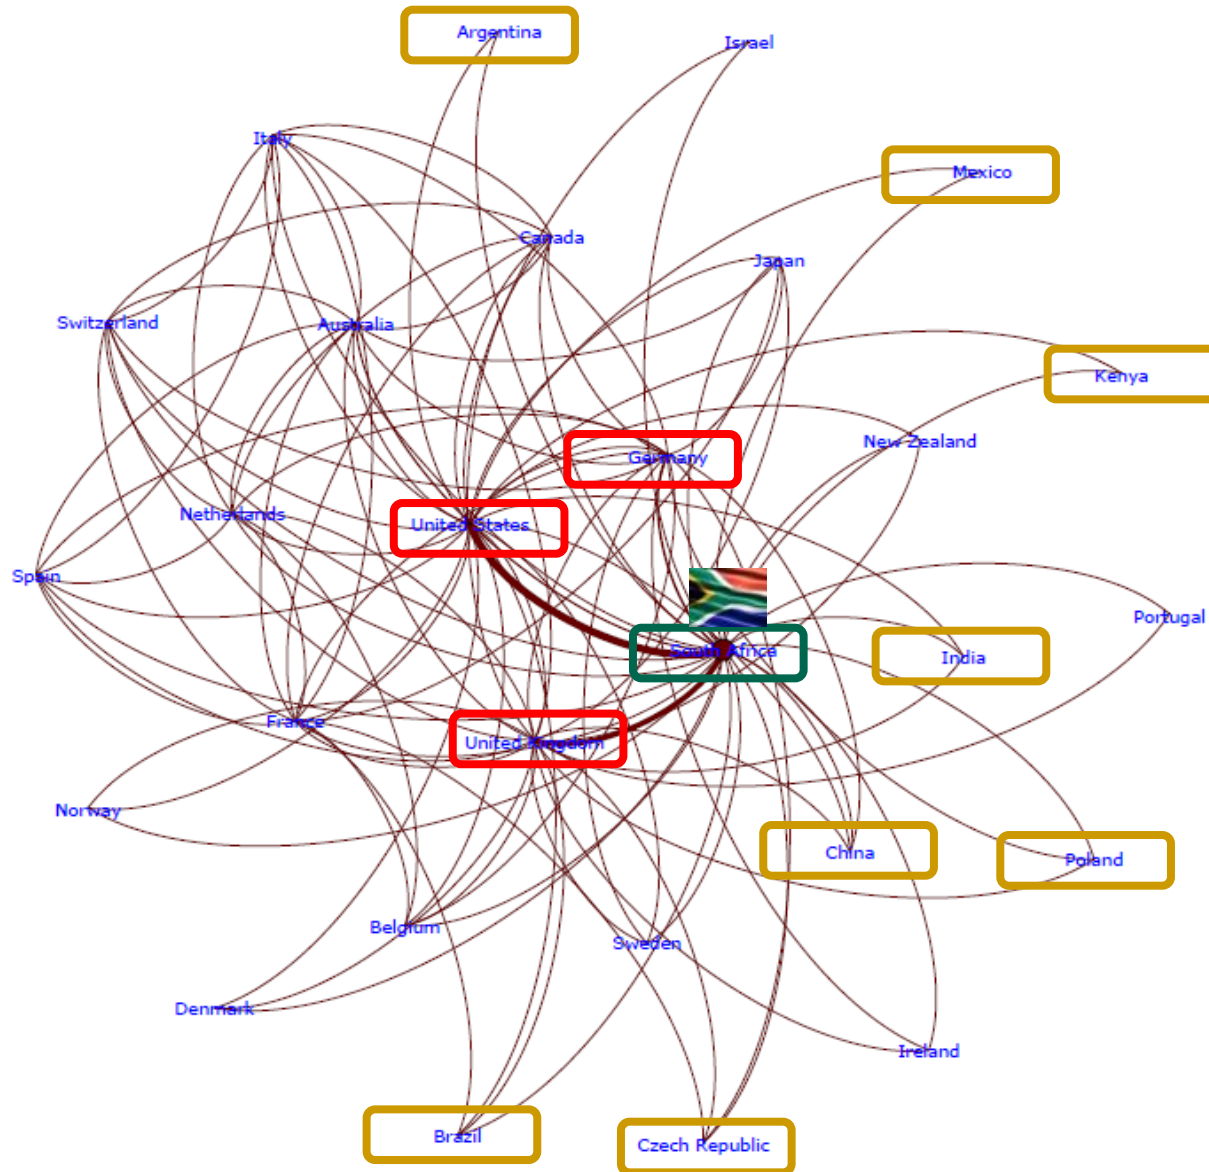 Argentina
Israel
Italy
Mexico
Canada
Japan
Switzerland
Australia
Kenya
New Zealand
Germany
Netherlands
United States
Spain
Portugal
South Africa
India
France
United Kingdom
Norway
China
Poland
Belgium
Sweden
Denmark
Ireland
Brazil
Czech Republic